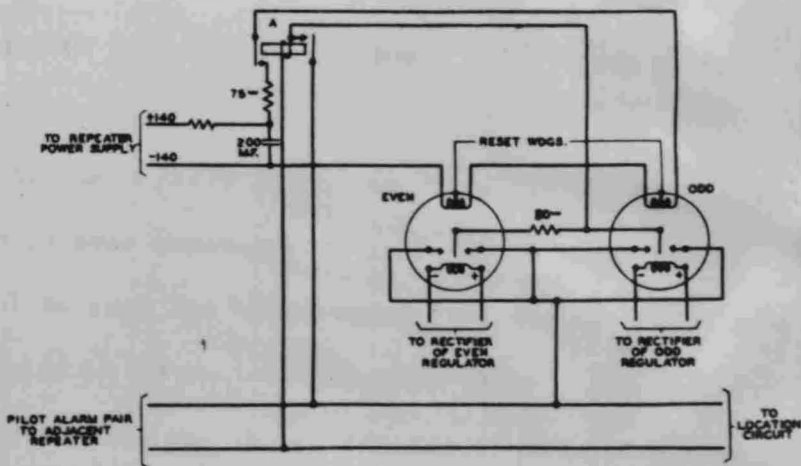 A
75~
+140
TO REPEATER
POWER SUPPLY
200
MF.
-140
RESET WDGS.
EVEN
ODD
80~
- +
- +
TO RECTIFIER
OF EVEN
REGULATOR
TO RECTIFIER
OF ODD
REGULATOR
PILOT ALARM PAIR
TO ADJACENT
REPEATER
TO
LOCATION
CIRCUIT